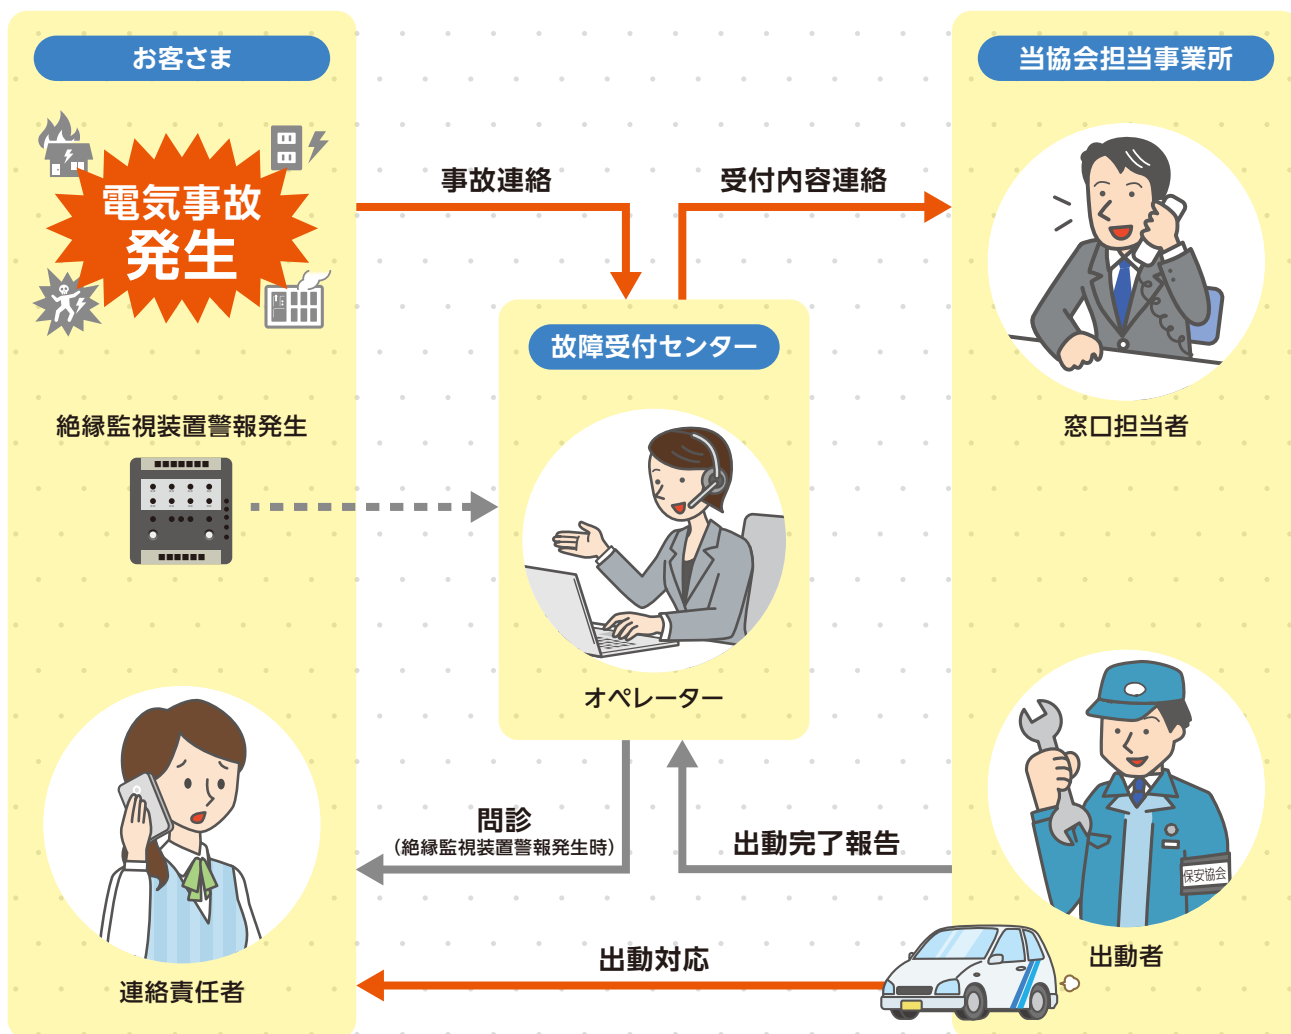 お客さま
電気事故
発生
絶縁監視装置警報発生
連絡責任者
事故連絡
受付内容連絡
故障受付センター
オペレーター
問診
(絶縁監視装置警報発生時)
出動完了報告
出動対応
当協会担当事業所
窓口担当者
保安協会
出動者